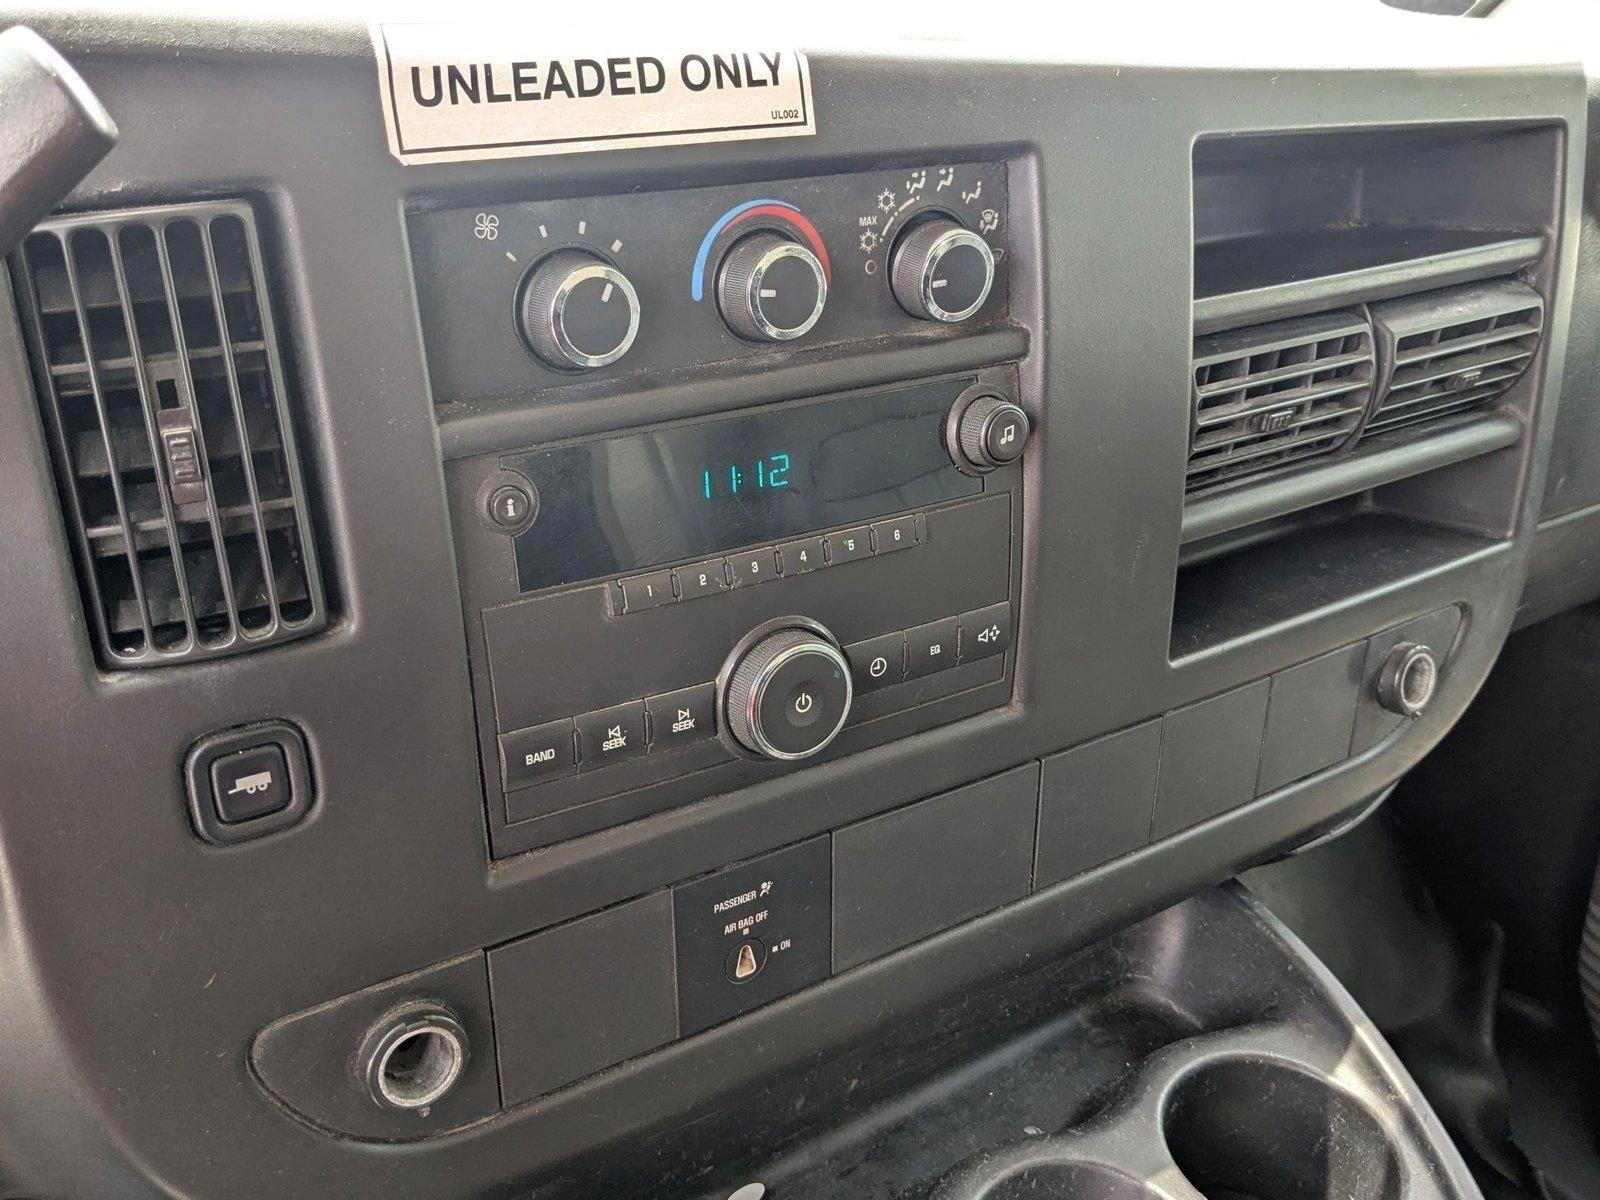 UNLEADED ONLY
UL002
MAX
11:12
i
1 2 3 4 5 6
EQ
BAND
SEEK
SEEK
PASSENGER
AIR BAG OFF
ON